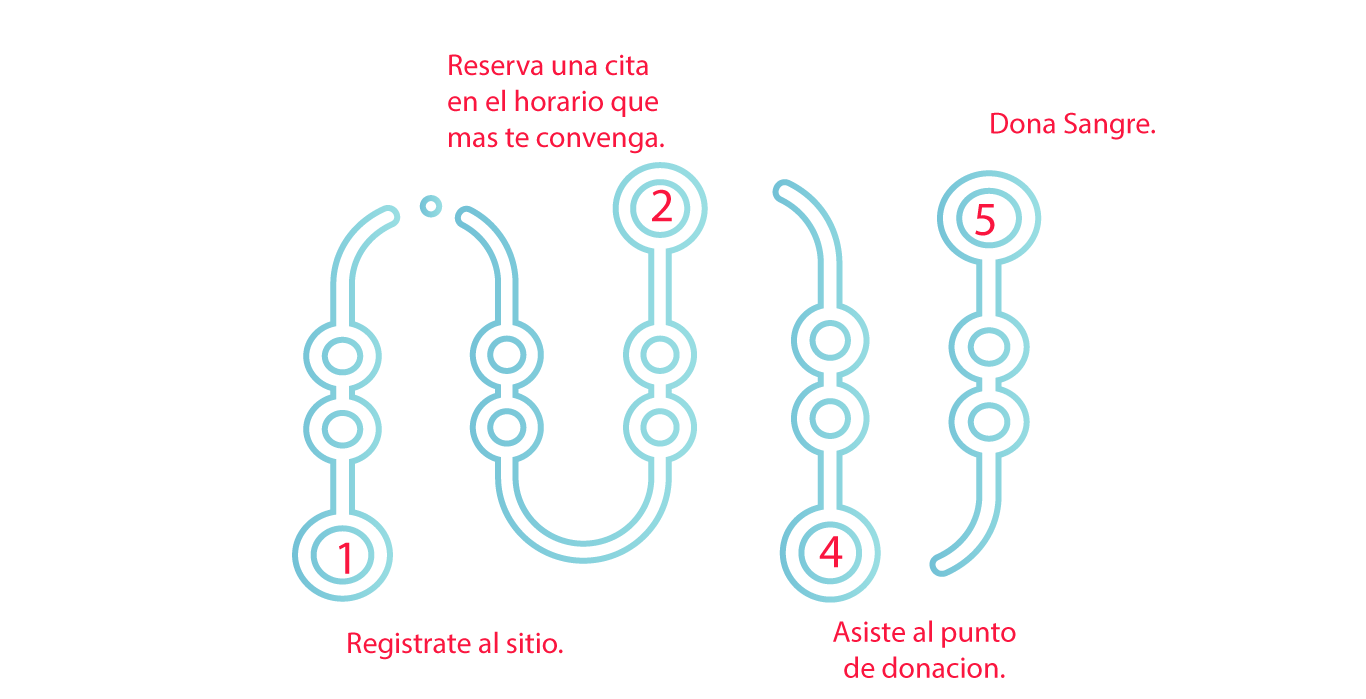 Reserva una cita
en el horario que
mas te convenga.
Dona Sangre.
2
5
1
4
Registrate al sitio.
Asiste al punto
de donacion.